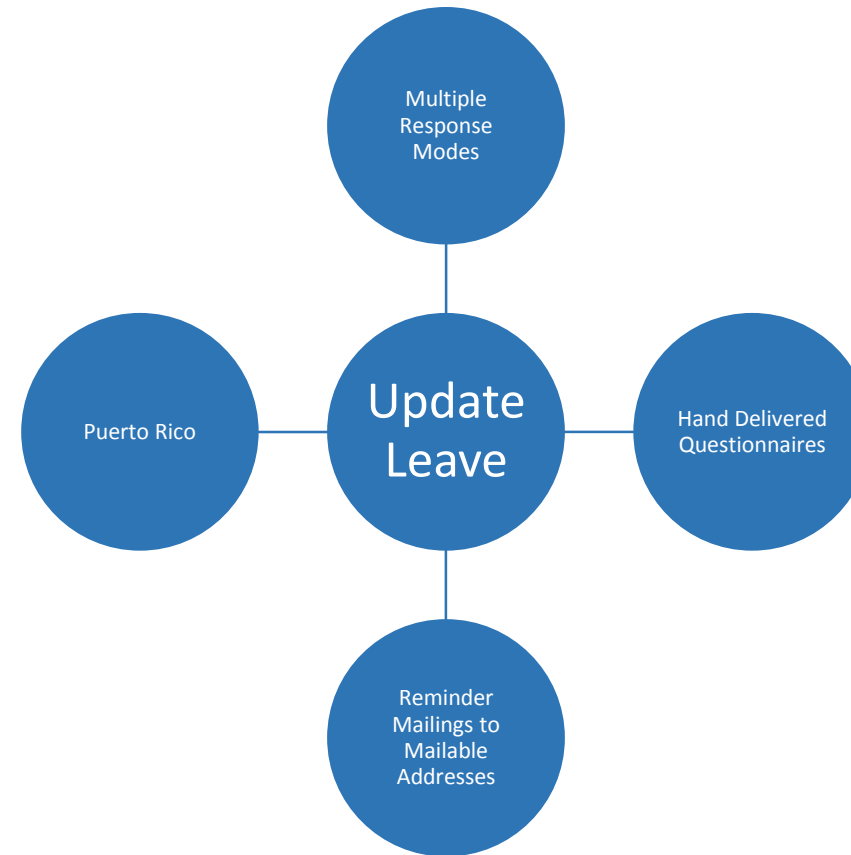 Multiple
Response
Modes
Puerto Rico
Update
Leave
Hand Delivered
Questionnaires
Reminder
Mailings to
Mailable
Addresses